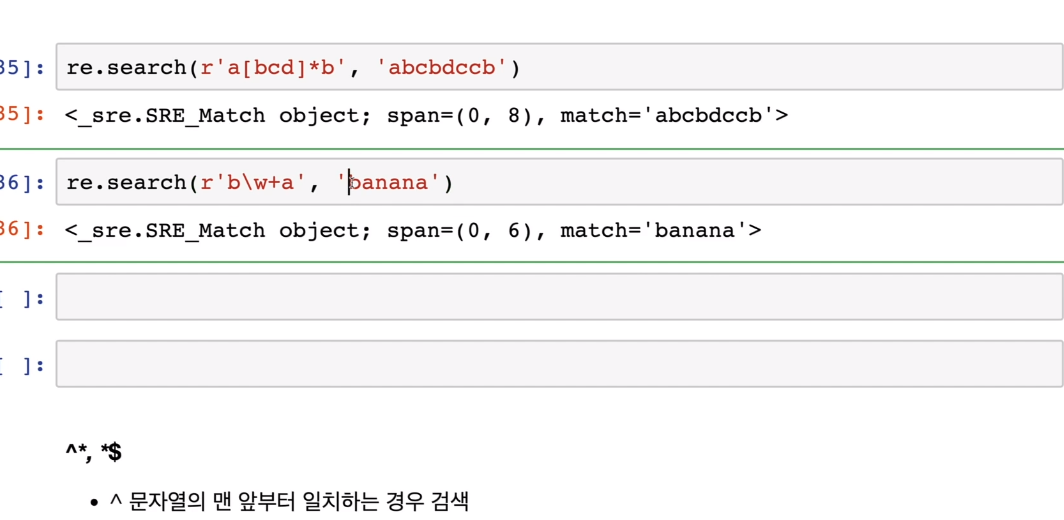 35]: re.search(r'a[bcd]*b', 'abcbdccb')
35]: <_sre.SRE_Match object; span=(0, 8), match='abcbdccb'>
36]: re.search(r'b\w+a', 'banana')
36]: <_sre.SRE_Match object; span=(0, 6), match='banana'>
[ ]:
[ ]:
^*, *$
• ^ 문자열의 맨 앞부터 일치하는 경우 검색